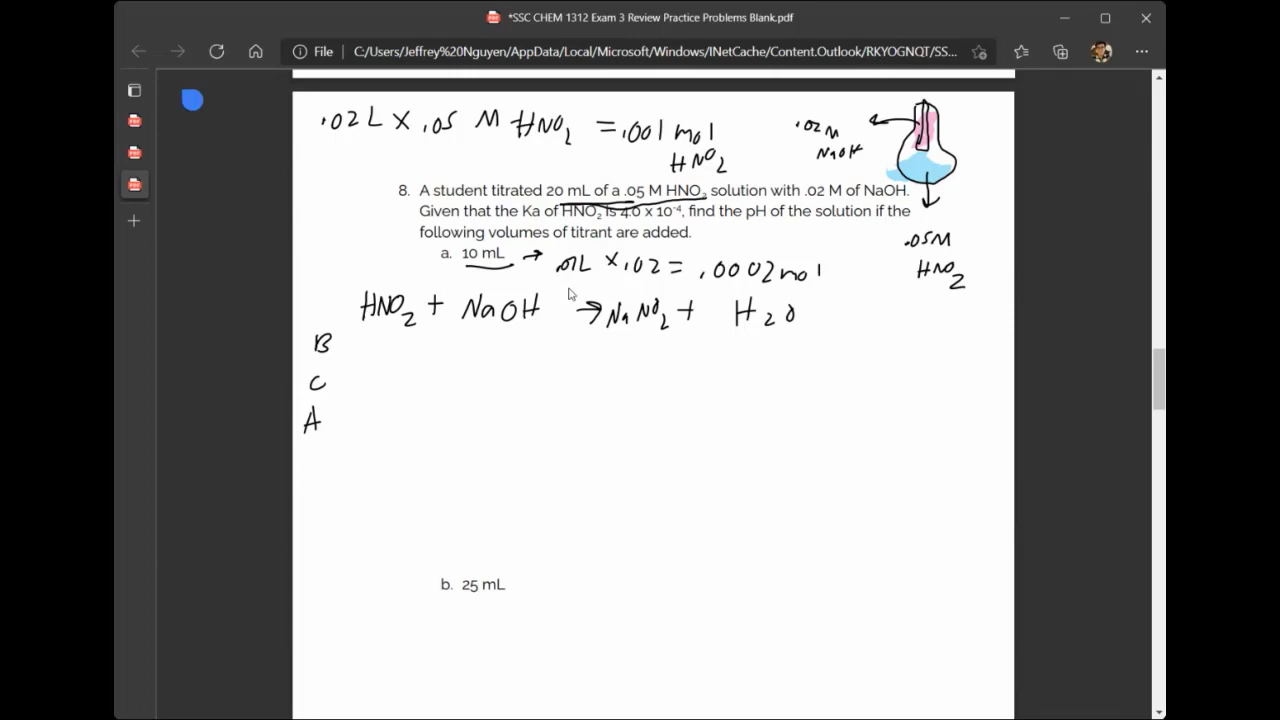 *SSC CHEM 1312 Exam 3 Review Practice Problems Blank.pdf
File C:/Users/Jeffrey%20Nguyen/AppData/Local/Microsoft/Windows/INetCache/Content.Outlook/RKYOGNQT/SS...
.02L X .05 M HNO₂ = .001 mol
HNO₂
.02M
NaOH
8. A student titrated 20 mL of a .05 M HNO₂ solution with .02 M of NaOH.
Given that the Ka of HNO₂ is 4.0 x 10⁻⁴, find the pH of the solution if the
following volumes of titrant are added.
.05M
HNO₂
a. 10 mL → .01L X .02 = .0002 mol
HNO₂ + NaOH → NaNO₂ + H₂O
B
C
A
b. 25 mL